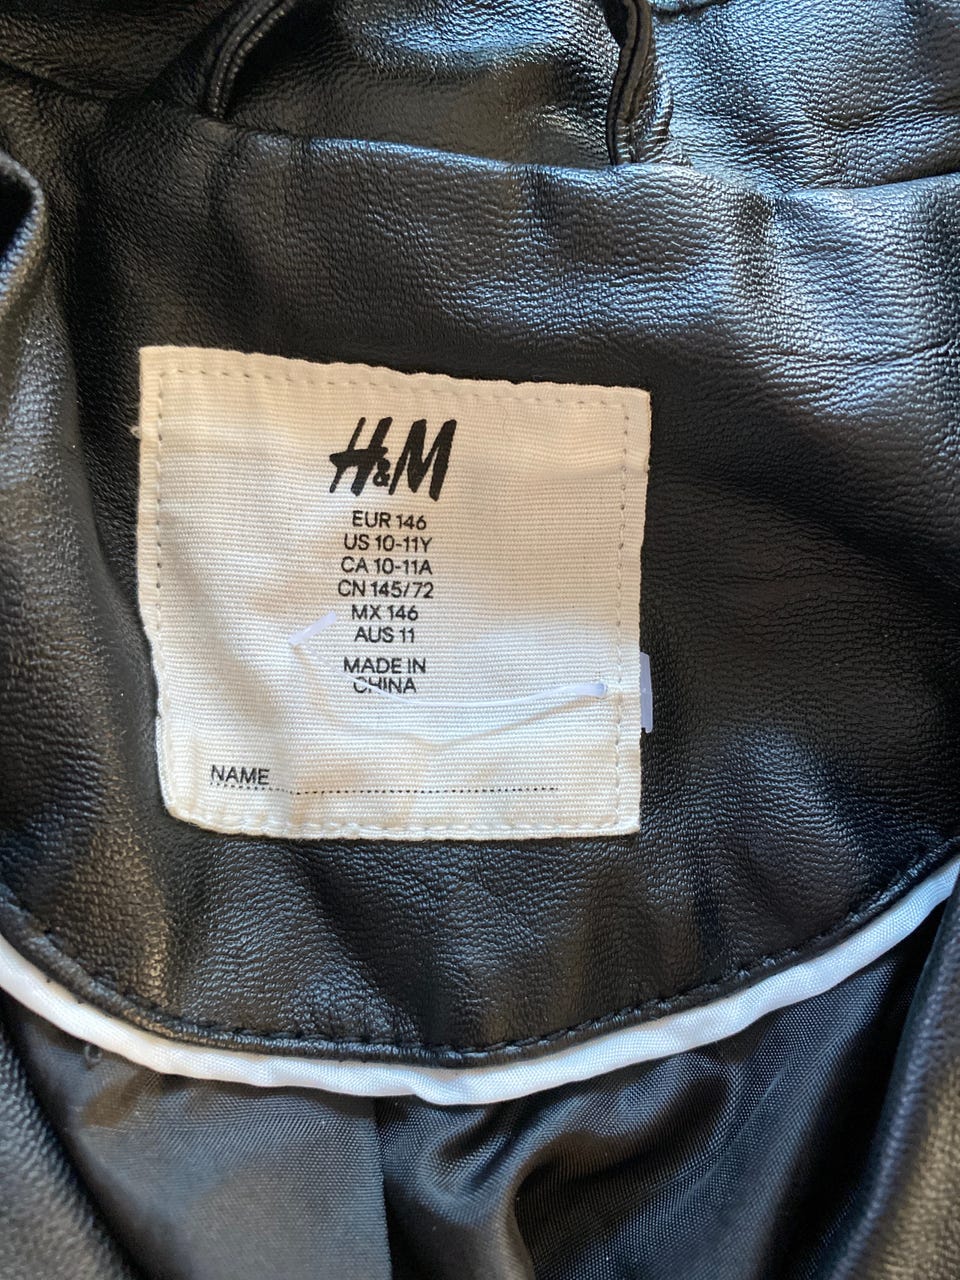 H&M
EUR 146
US 10-11Y
CA 10-11A
CN 145/72
MX 146
AUS 11
MADE IN
CHINA
NAME